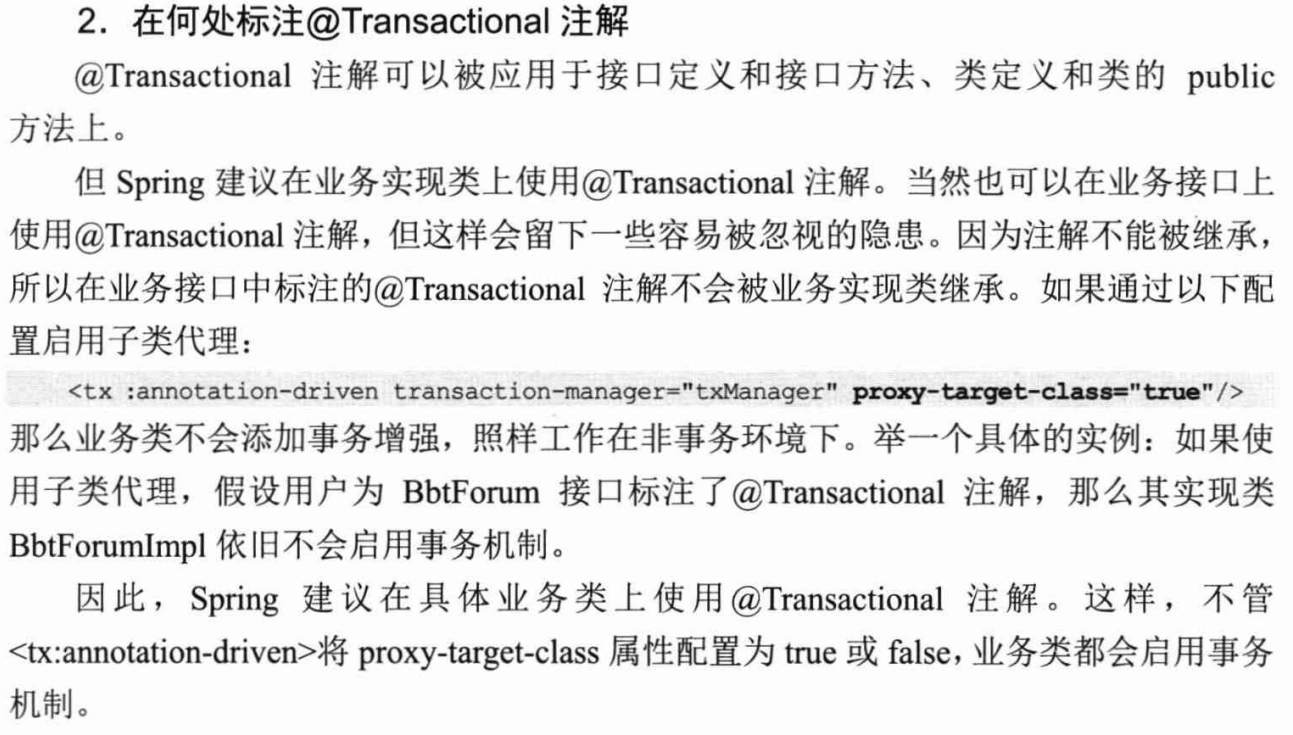 2．在何处标注@Transactional 注解
@Transactional 注解可以被应用于接口定义和接口方法、类定义和类的 public
方法上。
但 Spring 建议在业务实现类上使用@Transactional 注解。当然也可以在业务接口上
使用@Transactional 注解，但这样会留下一些容易被忽视的隐患。因为注解不能被继承，
所以在业务接口中标注的@Transactional 注解不会被业务实现类继承。如果通过以下配
置启用子类代理：
<tx :annotation-driven transaction-manager="txManager" proxy-target-class="true"/>
那么业务类不会添加事务增强，照样工作在非事务环境下。举一个具体的实例：如果使
用子类代理，假设用户为 BbtForum 接口标注了@Transactional 注解，那么其实现类
BbtForumImpl 依旧不会启用事务机制。
因此，Spring 建议在具体业务类上使用@Transactional 注解。这样，不管
<tx:annotation-driven>将 proxy-target-class 属性配置为 true 或 false，业务类都会启用事务
机制。